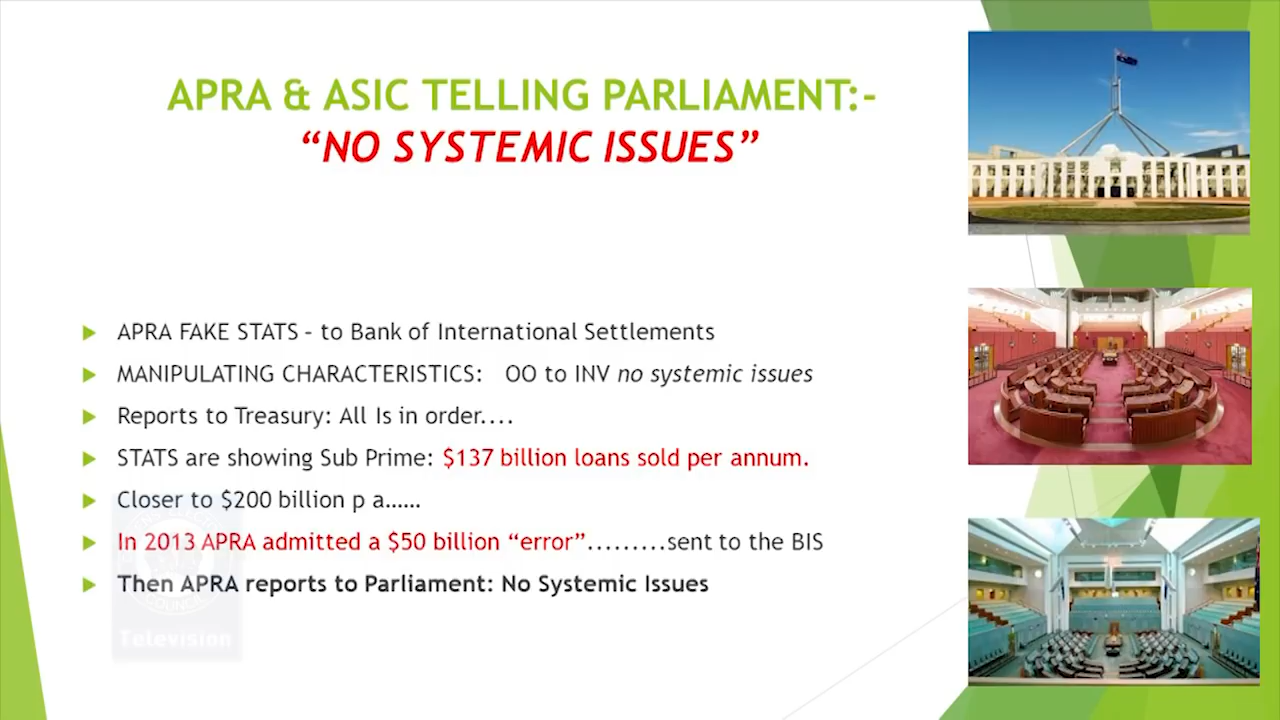 APRA & ASIC TELLING PARLIAMENT:-
“NO SYSTEMIC ISSUES”
APRA FAKE STATS – to Bank of International Settlements
MANIPULATING CHARACTERISTICS: OO to INV no systemic issues
Reports to Treasury: All Is in order....
STATS are showing Sub Prime: $137 billion loans sold per annum.
Closer to $200 billion p a......
In 2013 APRA admitted a $50 billion “error”.........sent to the BIS
Then APRA reports to Parliament: No Systemic Issues
COUNCIL
Television